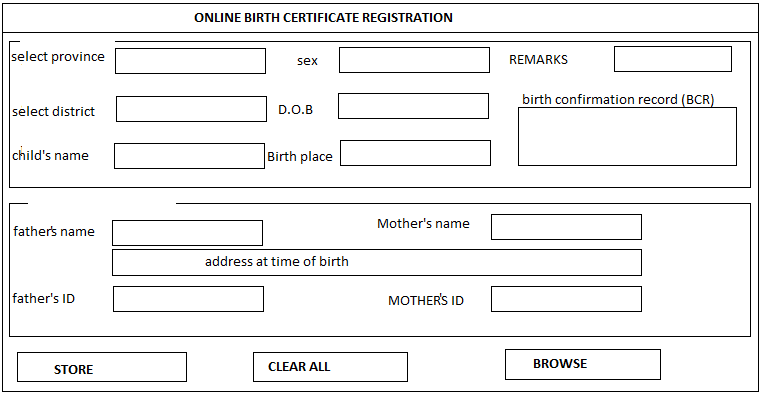 ONLINE BIRTH CERTIFICATE REGISTRATION
select province
sex
REMARKS
select district
D.O.B
birth confirmation record (BCR)
child's name
Birth place
father's name
Mother's name
address at time of birth
father's ID
MOTHER'S ID
STORE
CLEAR ALL
BROWSE